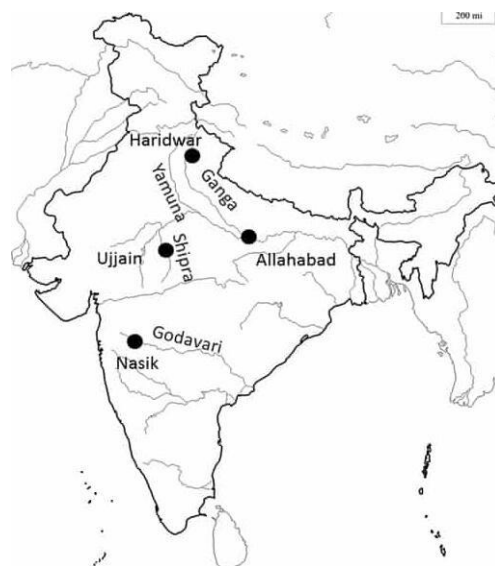 200 mi
Haridwar
Yamuna
Ganga
Ujjain
Shipra
Allahabad
Godavari
Nasik